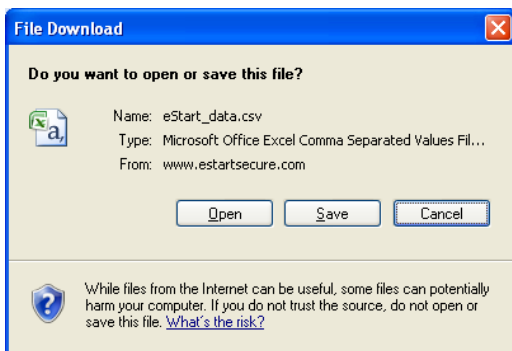 File Download
Do you want to open or save this file?
a,
Name: eStart_data.csv
Type: Microsoft Office Excel Comma Separated Values Fil...
From: www.estartsecure.com
Open Save Cancel
While files from the Internet can be useful, some files can potentially
harm your computer. If you do not trust the source, do not open or
save this file. What's the risk?